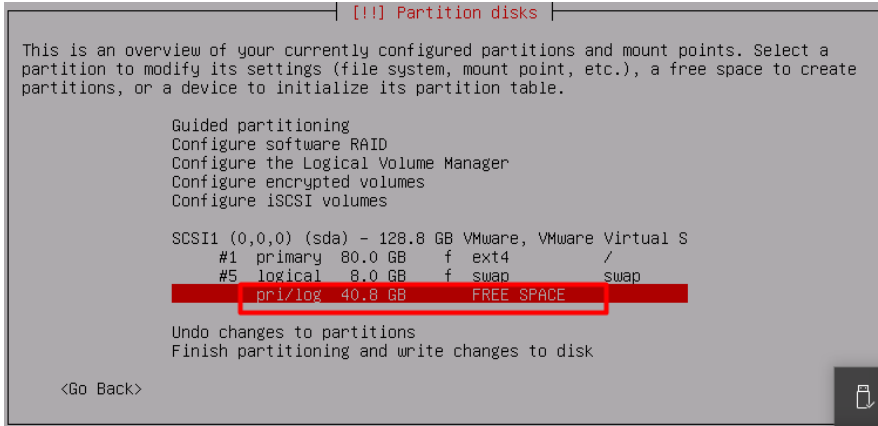 [!!] Partition disks
This is an overview of your currently configured partitions and mount points. Select a
partition to modify its settings (file system, mount point, etc.), a free space to create
partitions, or a device to initialize its partition table.
Guided partitioning
Configure software RAID
Configure the Logical Volume Manager
Configure encrypted volumes
Configure iSCSI volumes
SCSI1 (0,0,0) (sda) - 128.8 GB VMware, VMware Virtual S
#1 primary 80.0 GB f ext4 /
#5 logical 8.0 GB f swap swap
pri/log 40.8 GB FREE SPACE
Undo changes to partitions
Finish partitioning and write changes to disk
<Go Back>